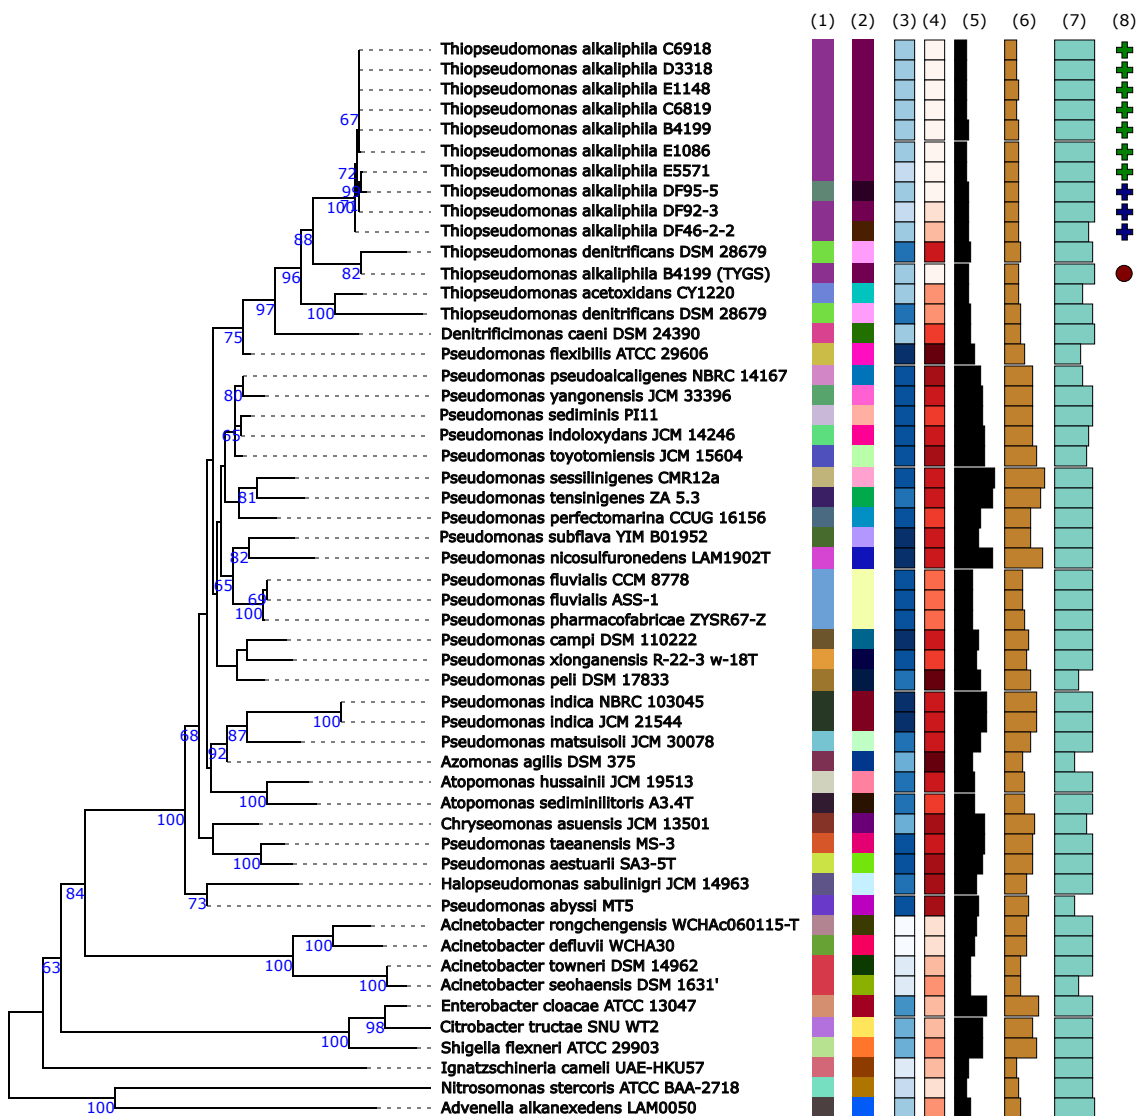 (1) (2) (3) (4) (5) (6) (7) (8)
Thiopseudomonas alkaliphila C6918
Thiopseudomonas alkaliphila D3318
Thiopseudomonas alkaliphila E1148
Thiopseudomonas alkaliphila C6819
67
Thiopseudomonas alkaliphila B4199
Thiopseudomonas alkaliphila E1086
72 Thiopseudomonas alkaliphila E5571
99 Thiopseudomonas alkaliphila DF95-5
100 71 Thiopseudomonas alkaliphila DF92-3
Thiopseudomonas alkaliphila DF46-2-2
88
Thiopseudomonas denitrificans DSM 28679
96 82 Thiopseudomonas alkaliphila B4199 (TYGS)
Thiopseudomonas acetoxidans CY1220
97 100 Thiopseudomonas denitrificans DSM 28679
Denitrificimonas caeni DSM 24390
75
Pseudomonas flexibilis ATCC 29606
Pseudomonas pseudoalcaligenes NBRC 14167
80 Pseudomonas yangonensis JCM 33396
Pseudomonas sediminis PI11
65 Pseudomonas indoloxydans JCM 14246
Pseudomonas toyotomiensis JCM 15604
Pseudomonas sessilinigenes CMR12a
81 Pseudomonas tensinigenes ZA 5.3
Pseudomonas perfectomarina CCUG 16156
Pseudomonas subflava YIM B01952
82 Pseudomonas nicosulfuronedens LAM1902T
65 Pseudomonas fluvialis CCM 8778
69 Pseudomonas fluvialis ASS-1
100 Pseudomonas pharmacofabricae ZYSR67-Z
Pseudomonas campi DSM 110222
Pseudomonas xionganensis R-22-3 w-18T
Pseudomonas peli DSM 17833
Pseudomonas indica NBRC 103045
100 Pseudomonas indica JCM 21544
68 87 Pseudomonas matsuisoli JCM 30078
92 Azomonas agilis DSM 375
Atopomonas hussainii JCM 19513
100 Atopomonas sediminilitoris A3.4T
100 Chryseomonas asuensis JCM 13501
Pseudomonas taeanensis MS-3
100 Pseudomonas aestuarii SA3-5T
84 Halopseudomonas sabulinigri JCM 14963
73 Pseudomonas abyssi MT5
Acinetobacter rongchengensis WCHAc060115-T
100 Acinetobacter defluvii WCHA30
63 100 Acinetobacter towneri DSM 14962
100 Acinetobacter seohaensis DSM 1631'
Enterobacter cloacae ATCC 13047
98 Citrobacter tructae SNU WT2
100 Shigella flexneri ATCC 29903
Ignatzschineria cameli UAE-HKU57
Nitrosomonas stercoris ATCC BAA-2718
100 Advenella alkanexedens LAM0050